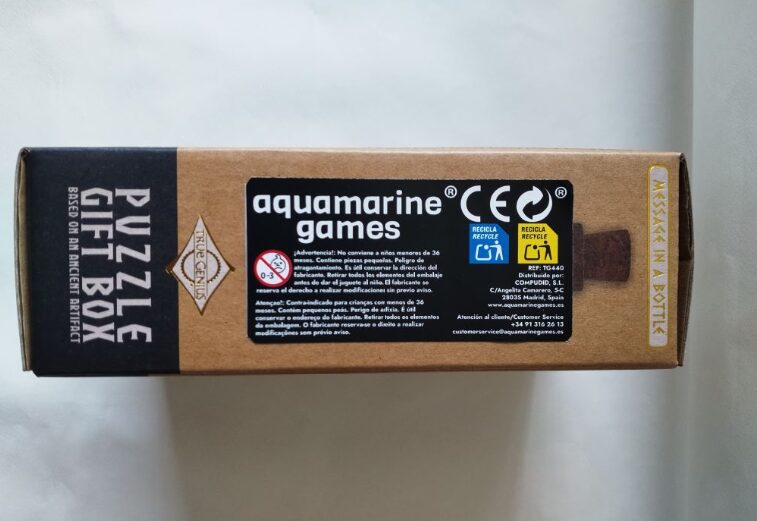 PUZZLE
GIFT BOX
BASED ON AN ANCIENT ARTIFACT
TRUE GENIUS
aquamarine®
games
CE ®
RECICLA
RECYCLE
RECICLA
RECYCLE
0-3
¡Advertencia!: No conviene a niños menores de 36
meses. Contiene piezas pequeñas. Peligro de
atragantamiento. Es útil conservar la dirección del
fabricante. Retirar todos los elementos del embalaje
antes de dar el juguete al niño. El fabricante se
reserva el derecho a realizar modificaciones sin previo aviso.
Atenção!: Contra-indicado para crianças com menos de 36
meses. Contém pequenos peás. Perigo de adixia. É útil
conservar o endereço do fabricante. Retirar todos os elementos
da embalagem. O fabricante reserva-se o direito a realizar
modificações sem prévio aviso.
REF: TG440
Distribuido por:
COMPUDID, S.L.
C/Angelita Camarero, 5-C
28035 Madrid, Spain
www.aquamarinegames.es
Atención al cliente/Customer Service
+34 91 316 26 13
customerservice@aquamarinegames.es
MESSAGE IN A BOTTLE